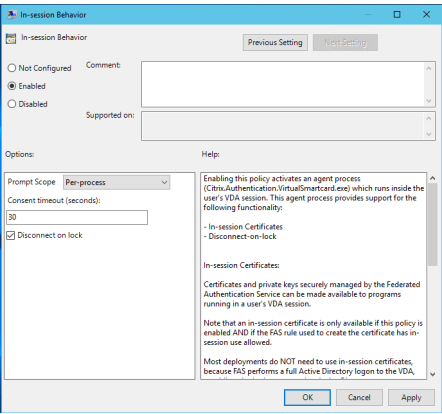 In-session Behavior
In-session Behavior
Previous Setting
Next Setting
Not Configured
Comment:
Enabled
Disabled
Supported on:
Options:
Help:
Prompt Scope
Per-process
Consent timeout (seconds):
30
Disconnect on lock
Enabling this policy activates an agent process
(Citrix.Authentication.VirtualSmartcard.exe) which runs inside the
user's VDA session. This agent process provides support for the
following functionality:
- In-session Certificates
- Disconnect-on-lock
In-session Certificates:
Certificates and private keys securely managed by the Federated
Authentication Service can be made available to programs
running in a user's VDA session.
Note that an in-session certificate is only available if this policy is
enabled AND if the FAS rule used to create the certificate has in-
session use allowed.
Most deployments do NOT need to use in-session certificates,
because FAS performs a full Active Directory logon to the VDA,
OK
Cancel
Apply